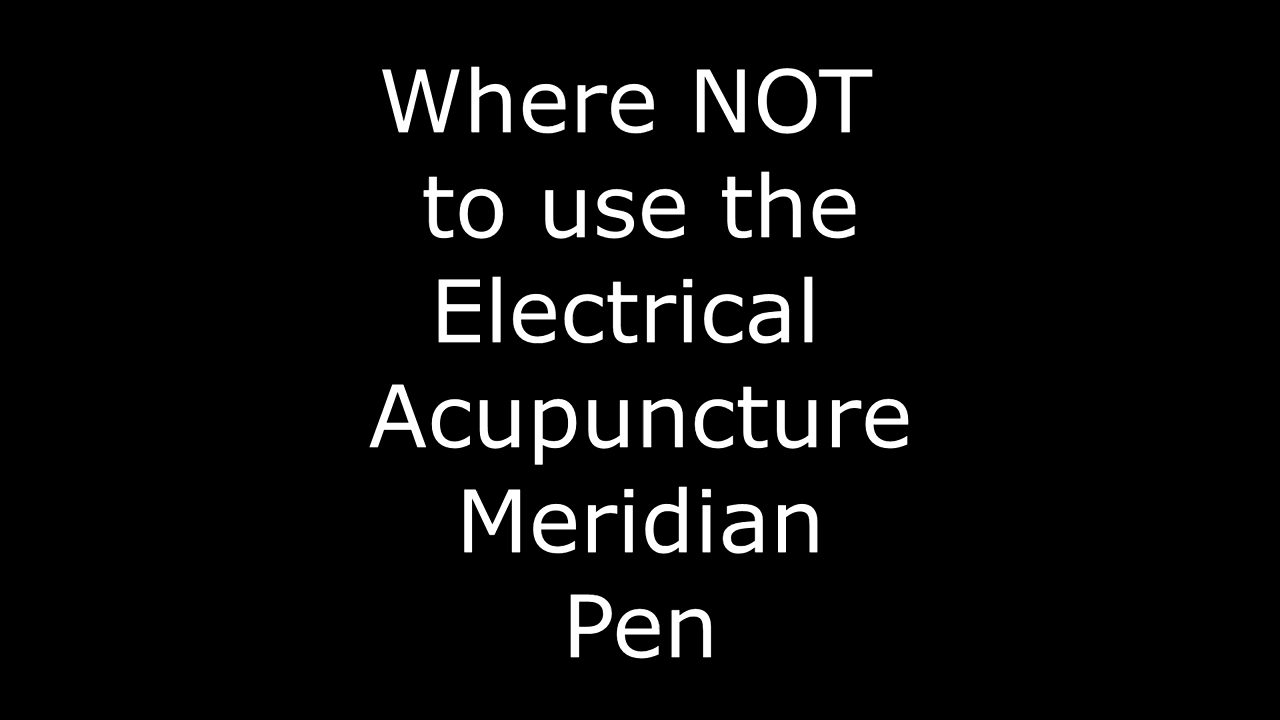 Where NOT
to use the
Electrical
Acupuncture
Meridian
Pen